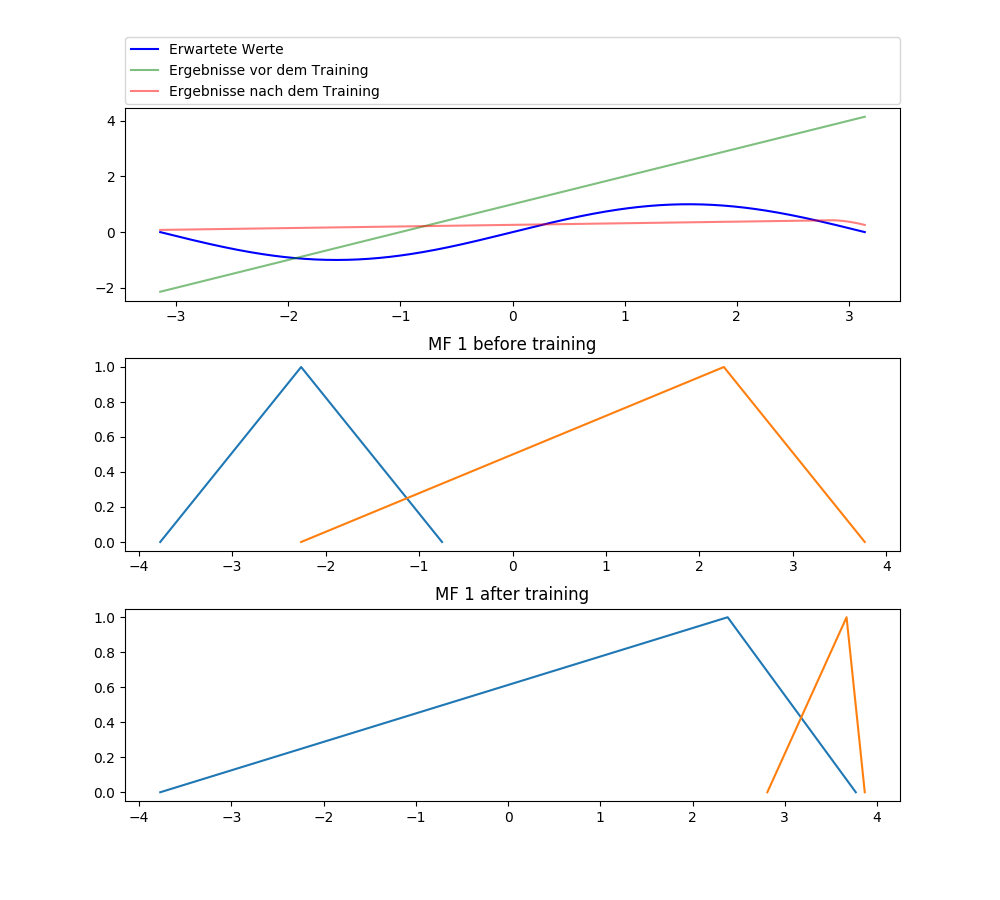 Erwartete Werte
Ergebnisse vor dem Training
Ergebnisse nach dem Training
4
2
0
−2
−3 −2 −1 0 1 2 3
MF 1 before training
1.0
0.8
0.6
0.4
0.2
0.0
−4 −3 −2 −1 0 1 2 3 4
MF 1 after training
1.0
0.8
0.6
0.4
0.2
0.0
−4 −3 −2 −1 0 1 2 3 4